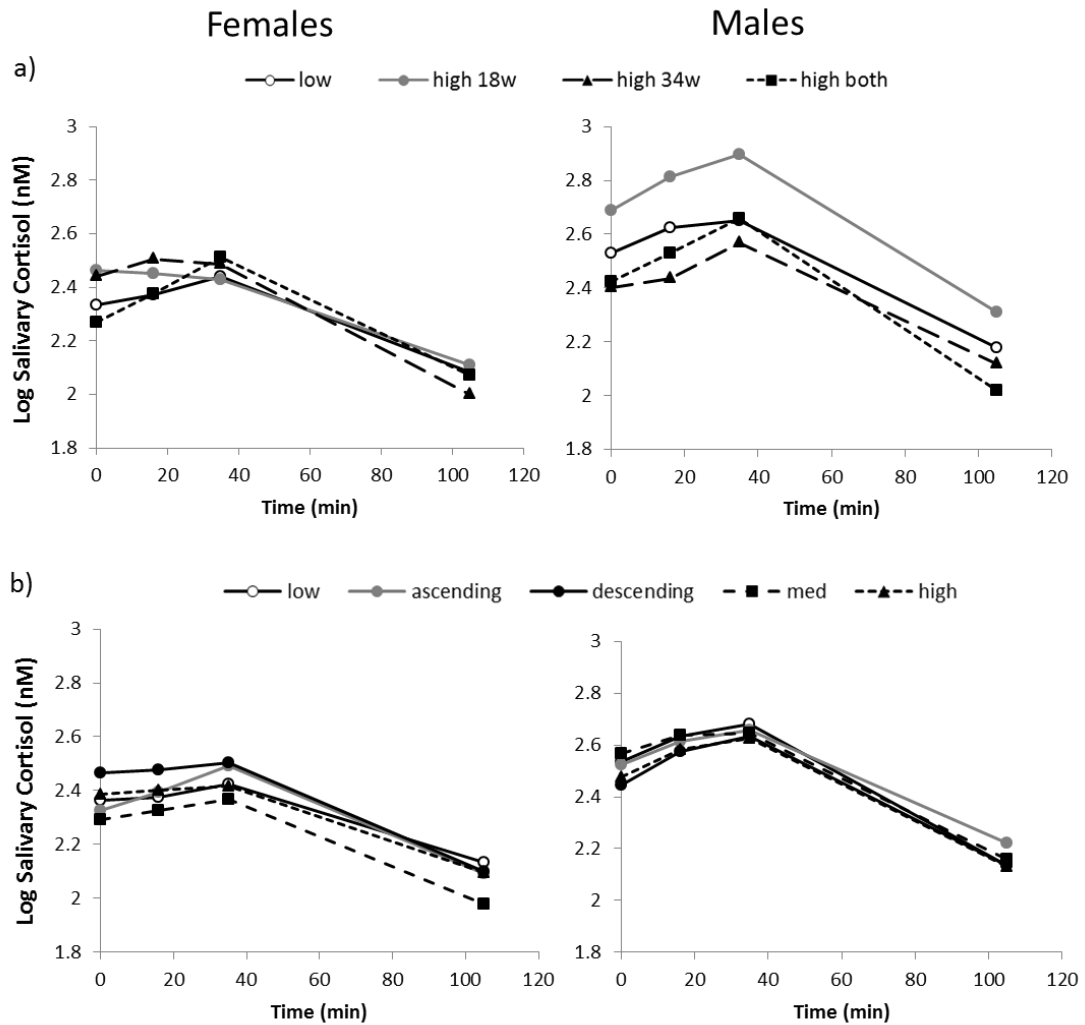 Females Males
a)
low high 18w high 34w high both
3
2.8
2.6
2.4
2.2
2
1.8
Log Salivary Cortisol (nM)
0 20 40 60 80 100 120
Time (min)
3
2.8
2.6
2.4
2.2
2
1.8
0 20 40 60 80 100 120
Time (min)
b)
low ascending descending med high
3
2.8
2.6
2.4
2.2
2
1.8
Log Salivary Cortisol (nM)
0 20 40 60 80 100 120
Time (min)
3
2.8
2.6
2.4
2.2
2
1.8
0 20 40 60 80 100 120
Time (min)